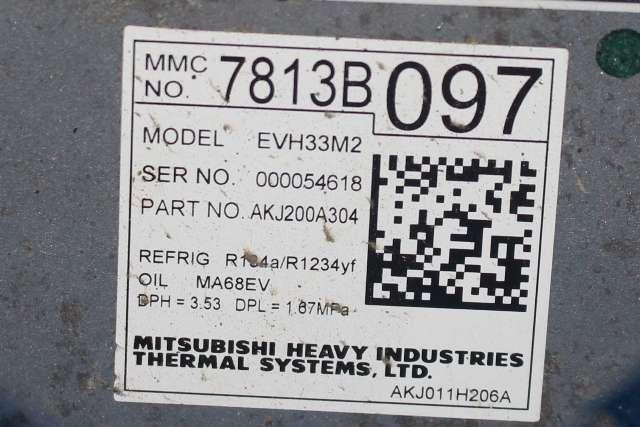 MMC NO. 7813B097
MODEL EVH33M2
SER NO. 000054618
PART NO. AKJ200A304
REFRIG R134a/R1234yf
OIL MA68EV
DPH = 3.53 DPL = 1.67MPa
MITSUBISHI HEAVY INDUSTRIES
THERMAL SYSTEMS, LTD.
AKJ011H206A